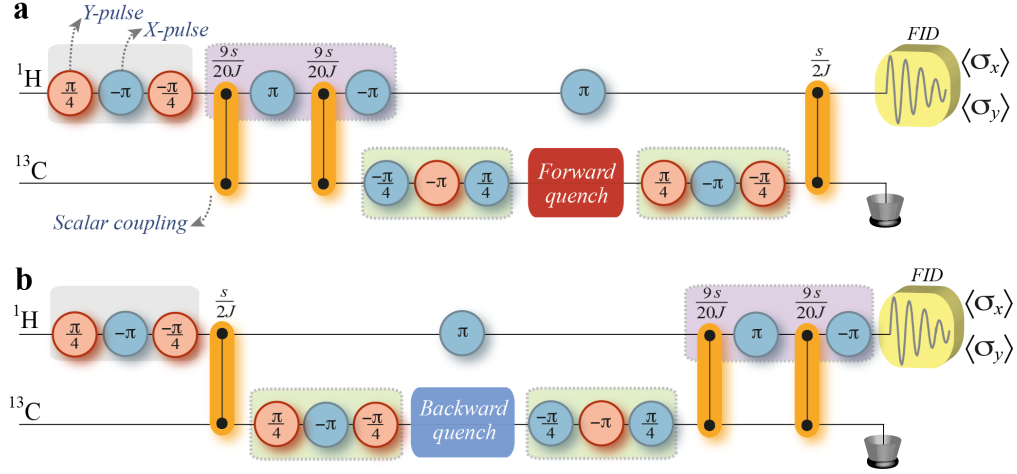 a
Y-pulse
X-pulse
FID
9s/20J
9s/20J
s/2J
¹H
π/4
-π
-π/4
π
-π
π
⟨σx⟩
⟨σy⟩
¹³C
-π/4
-π
π/4
Forward
quench
π/4
-π
-π/4
Scalar coupling
b
FID
s/2J
9s/20J
9s/20J
¹H
π/4
-π
-π/4
π
π
-π
⟨σx⟩
⟨σy⟩
¹³C
π/4
-π
-π/4
Backward
quench
-π/4
-π
π/4